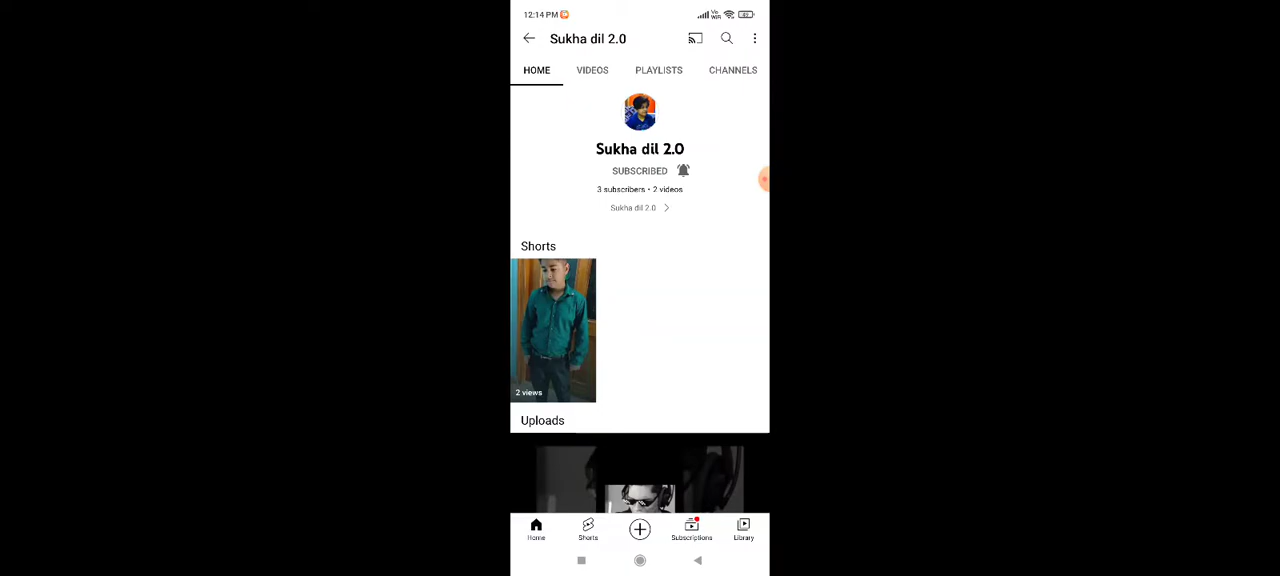 12:14 PM
Sukha dil 2.0
HOME VIDEOS PLAYLISTS CHANNELS
Sukha dil 2.0
SUBSCRIBED
3 subscribers • 2 videos
Sukha dil 2.0
Shorts
2 views
Uploads
Home Shorts Subscriptions Library